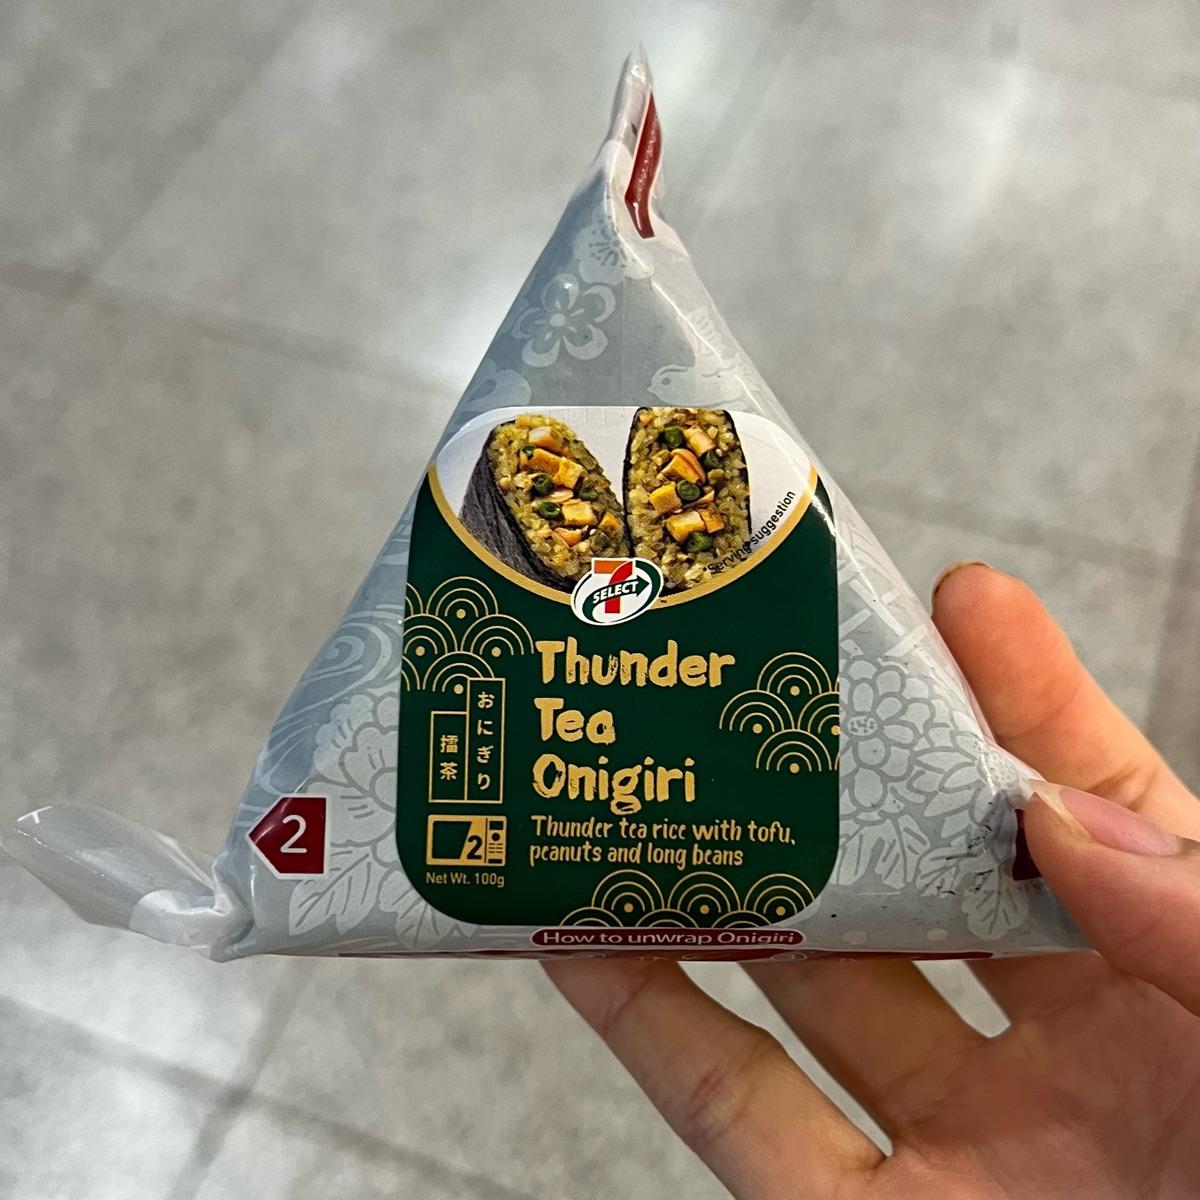 *Serving suggestion
7
SELECT
Thunder
Tea
Onigiri
おにぎり
擂茶
Thunder tea rice with tofu,
peanuts and long beans
2
Net Wt. 100g
2
How to unwrap Onigiri